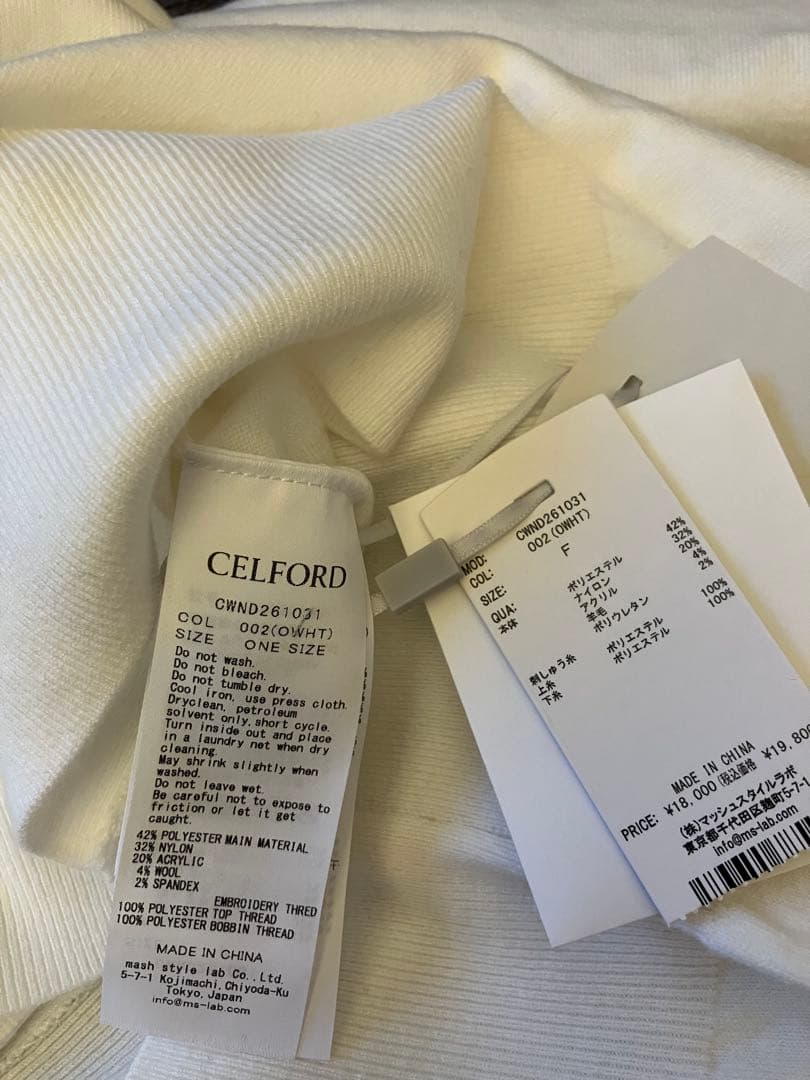 CELFORD
CWND261031
COL 002(OWHT)
SIZE ONE SIZE
Do not wash.
Do not bleach.
Do not tumble dry.
Cool iron, use press cloth.
Dryclean, petroleum
solvent only,short cycle.
Turn inside out and place
in a laundry net when dry
cleaning.
May shrink slightly when
washed.
Do not leave wet.
Be careful not to expose to
friction or let it get
caught.
42% POLYESTER MAIN MATERIAL
32% NYLON
20% ACRYLIC
4% WOOL
2% SPANDEX
EMBROIDERY THRED
100% POLYESTER TOP THREAD
100% POLYESTER BOBBIN THREAD
MADE IN CHINA
mash style lab Co.,Ltd.
5-7-1 Kojimachi,Chiyoda-Ku
Tokyo, Japan
info@ms-lab.com
MOD: CWND261031
COL: 002(OWHT)
SIZE: F
QUA:
本体 ポリエステル 42%
ナイロン 32%
アクリル 20%
羊毛 4%
ポリウレタン 2%
刺しゅう糸
上糸 ポリエステル 100%
下糸 ポリエステル 100%
MADE IN CHINA
PRICE: ¥18,000 (税込価格 ¥19,800
(株)マッシュスタイルラボ
東京都千代田区麹町5-7-1
info@ms-lab.com